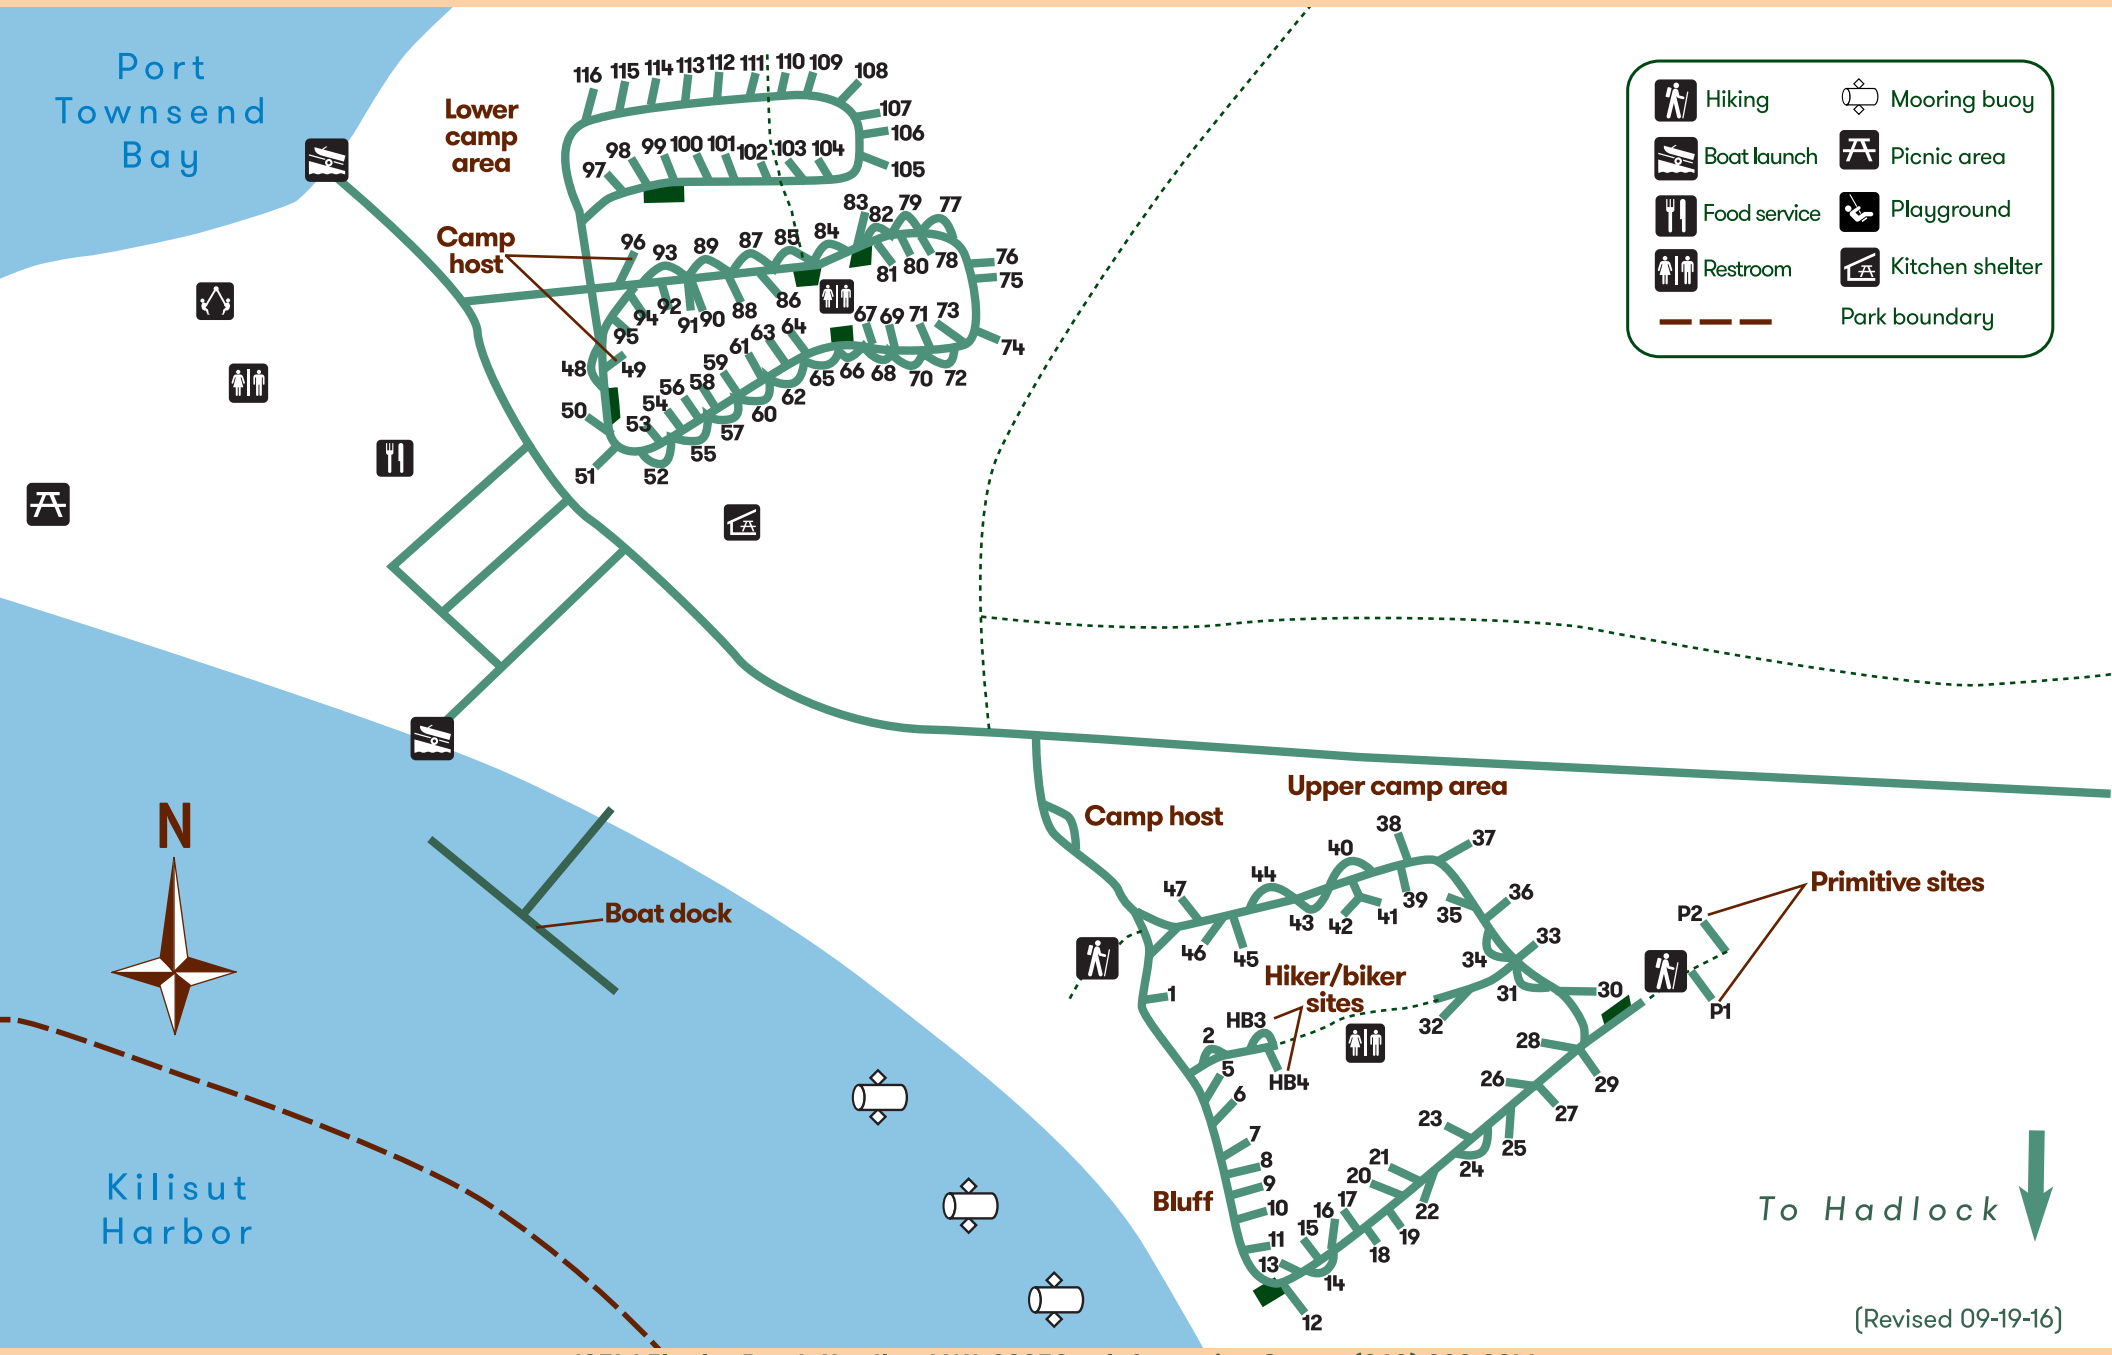 Port
Townsend
Bay
Lower
camp
area
Camp
host
116 115 114 113 112 111 110 109 108
107
106
105
97 98 99 100 101 102 103 104
83 82 79 77
96 93 89 87 85 84
81 80 78 76
75
94 92 91 90 88 86
95
67 69 71 73
74
48 49
50
51
53 54 56 58 59 61 63 64
52 55 57 60 62 65 66 68 70 72
Hiking
Boat launch
Food service
Restroom
Mooring buoy
Picnic area
Playground
Kitchen shelter
Park boundary
N
Boat dock
Kilisut
Harbor
Camp host
Upper camp area
38 37
40
44
47
46 45 43 42 41 39 35 36
34 33
31 30
32
Hiker/biker
sites
HB3
HB4
Primitive sites
P2
P1
1
2
5
6
7
8
9
10
11
13
12
14
15 16 17
18 19
20 21
22
23
24
25
26
27
28
29
Bluff
To Hadlock
(Revised 09-19-16)